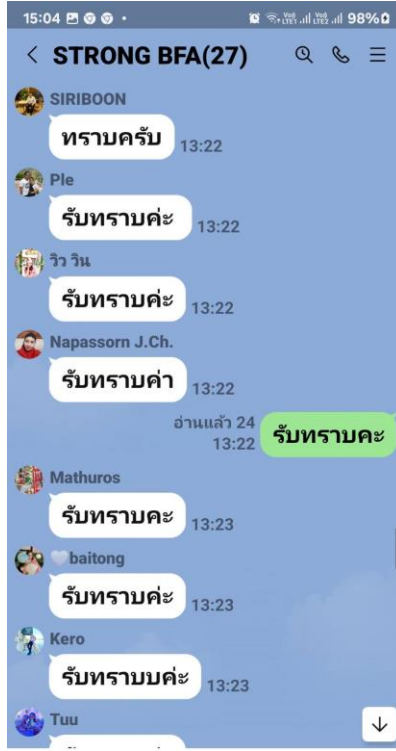 15:04 Vo) LTE1 Vo) LTE2 98%
STRONG BFA(27)
SIRIBOON
ทราบครับ 13:22
Ple
รับทราบค่ะ 13:22
วิว วิน
รับทราบค่ะ 13:22
Napassorn J.Ch.
รับทราบค่า 13:22
อ่านแล้ว 24
13:22 รับทราบคะ
Mathuros
รับทราบคะ 13:23
baitong
รับทราบค่ะ 13:23
Kero
รับทราบบค่ะ 13:23
Tuu